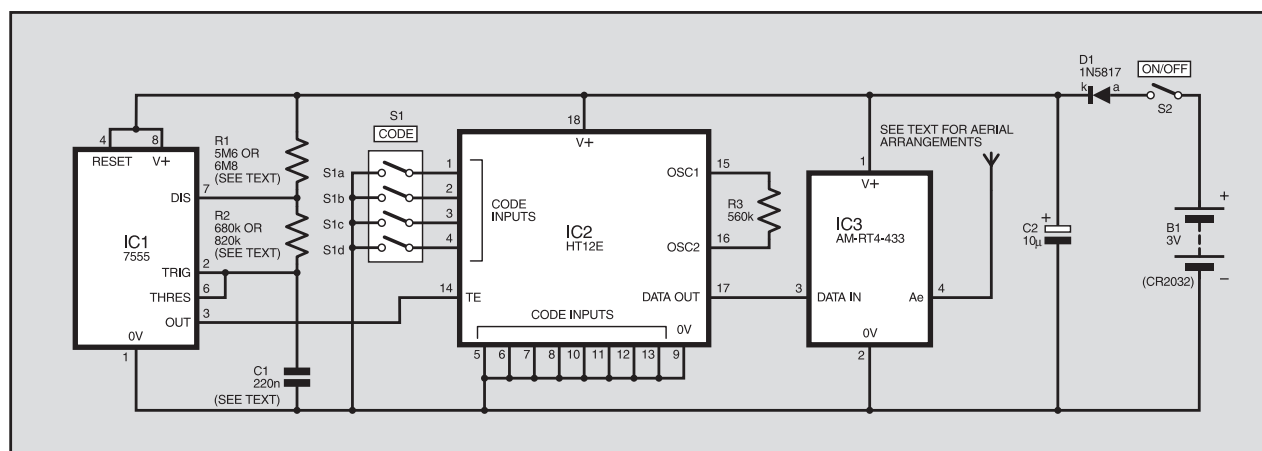 D1
1N5817
k
a
ON/OFF
S2
4
8
RESET
V+
R1
5M6 OR
6M8
(SEE TEXT)
DIS
7
R2
680k OR
820k
(SEE TEXT)
IC1
7555
TRIG
2
THRES
6
OUT
3
0V
1
C1
220n
(SEE TEXT)
S1
CODE
S1a
S1b
S1c
S1d
1
2
3
4
18
V+
CODE
INPUTS
IC2
HT12E
OSC1
15
R3
560k
OSC2
16
14
TE
DATA OUT
17
CODE INPUTS
0V
5
6
7
8
10
11
12
13
9
SEE TEXT FOR AERIAL
ARRANGEMENTS
1
V+
IC3
AM-RT4-433
3
DATA IN
Ae
4
0V
2
+
C2
10µ
+
B1
3V
−
(CR2032)